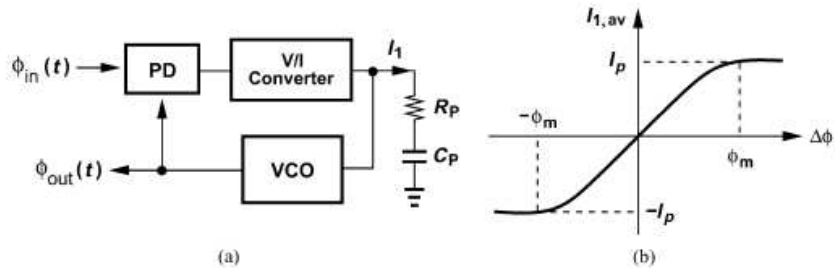 ϕin(t)
PD
V/I
Converter
I1
RP
CP
VCO
ϕout(t)
(a)
I1, av
Ip
−ϕm
Δϕ
ϕm
−Ip
(b)